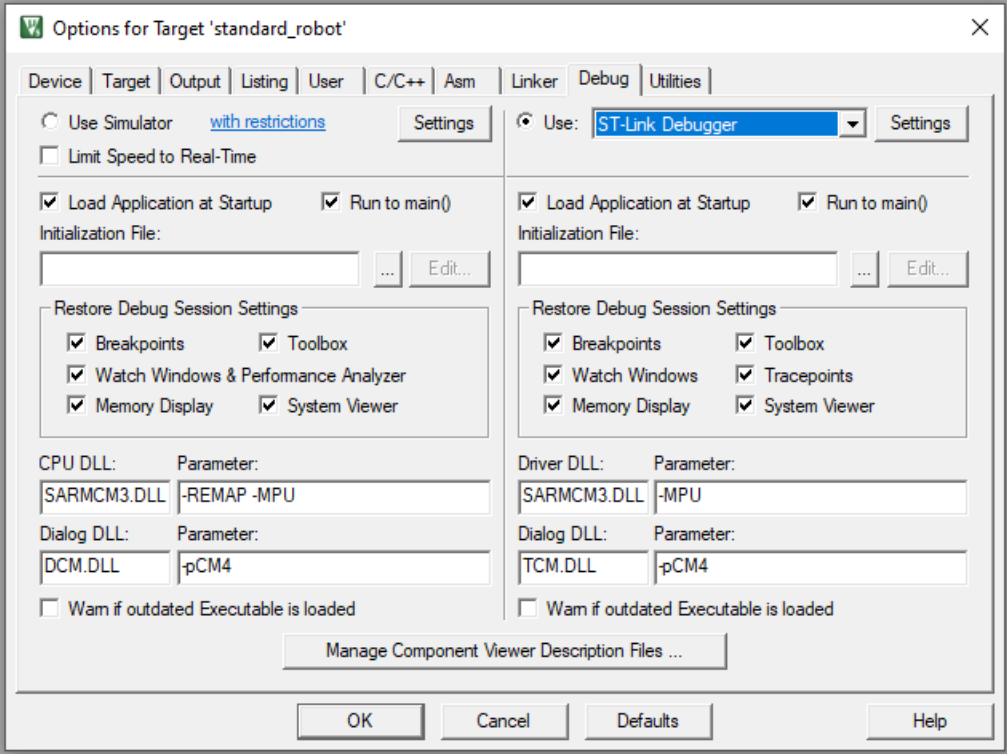 Options for Target 'standard_robot'
Device Target Output Listing User C/C++ Asm Linker Debug Utilities
Use Simulator with restrictions Settings
Limit Speed to Real-Time
Use: ST-Link Debugger Settings
Load Application at Startup Run to main()
Initialization File:
... Edit...
Restore Debug Session Settings
Breakpoints Toolbox
Watch Windows & Performance Analyzer
Memory Display System Viewer
CPU DLL: Parameter:
SARMCM3.DLL -REMAP -MPU
Dialog DLL: Parameter:
DCM.DLL -pCM4
Warn if outdated Executable is loaded
Load Application at Startup Run to main()
Initialization File:
... Edit...
Restore Debug Session Settings
Breakpoints Toolbox
Watch Windows Tracepoints
Memory Display System Viewer
Driver DLL: Parameter:
SARMCM3.DLL -MPU
Dialog DLL: Parameter:
TCM.DLL -pCM4
Warn if outdated Executable is loaded
Manage Component Viewer Description Files ...
OK Cancel Defaults Help